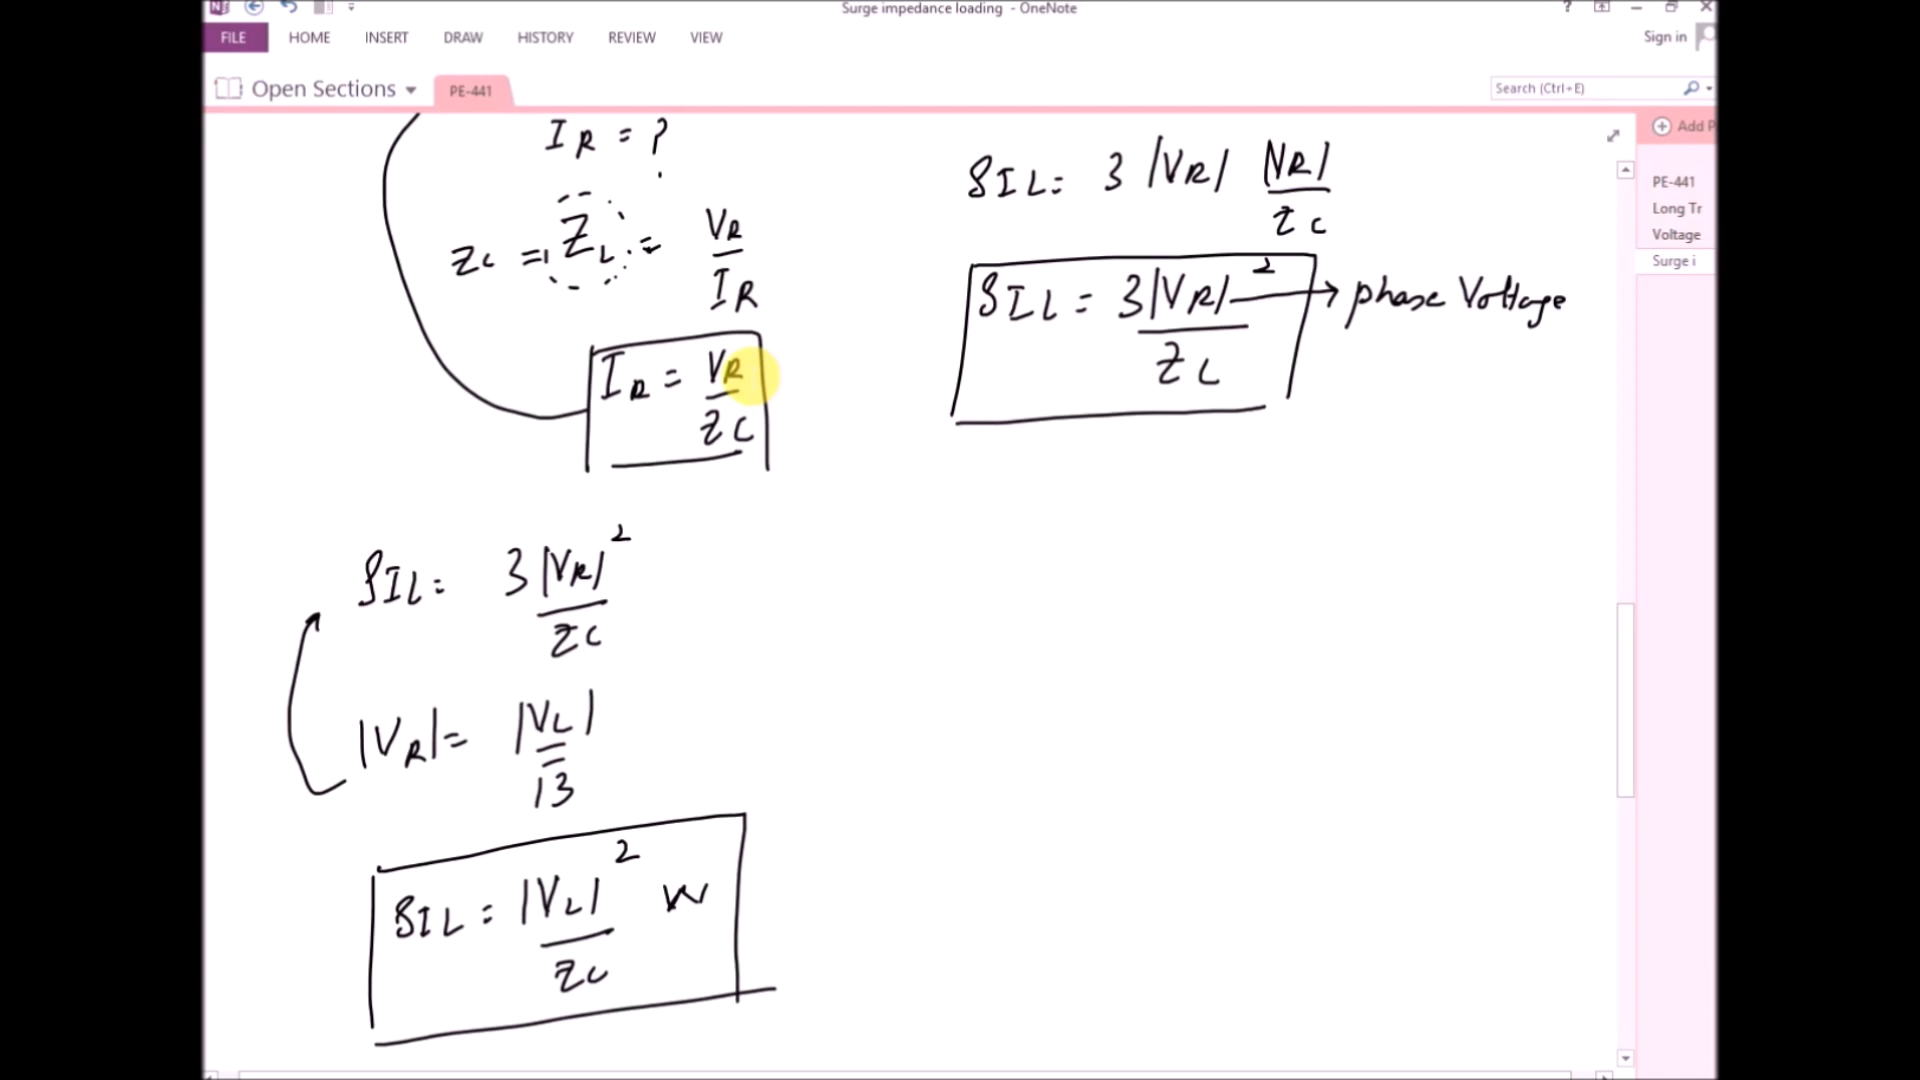 Surge impedance loading - OneNote
?
FILE HOME INSERT DRAW HISTORY REVIEW VIEW
Sign in
Open Sections PE-441
Search (Ctrl+E)
Add P
PE-441
Long Tr
Voltage
Surge i
IR = ?
ZC = ZL = VR
IR
IR = VR
ZC
SIL = 3|VR|²
ZC
|VR| = |VL|
√3
SIL = |VL|² W
ZC
SIL = 3 |VR| |VR|
ZC
SIL = 3|VR|² → phase Voltage
ZC